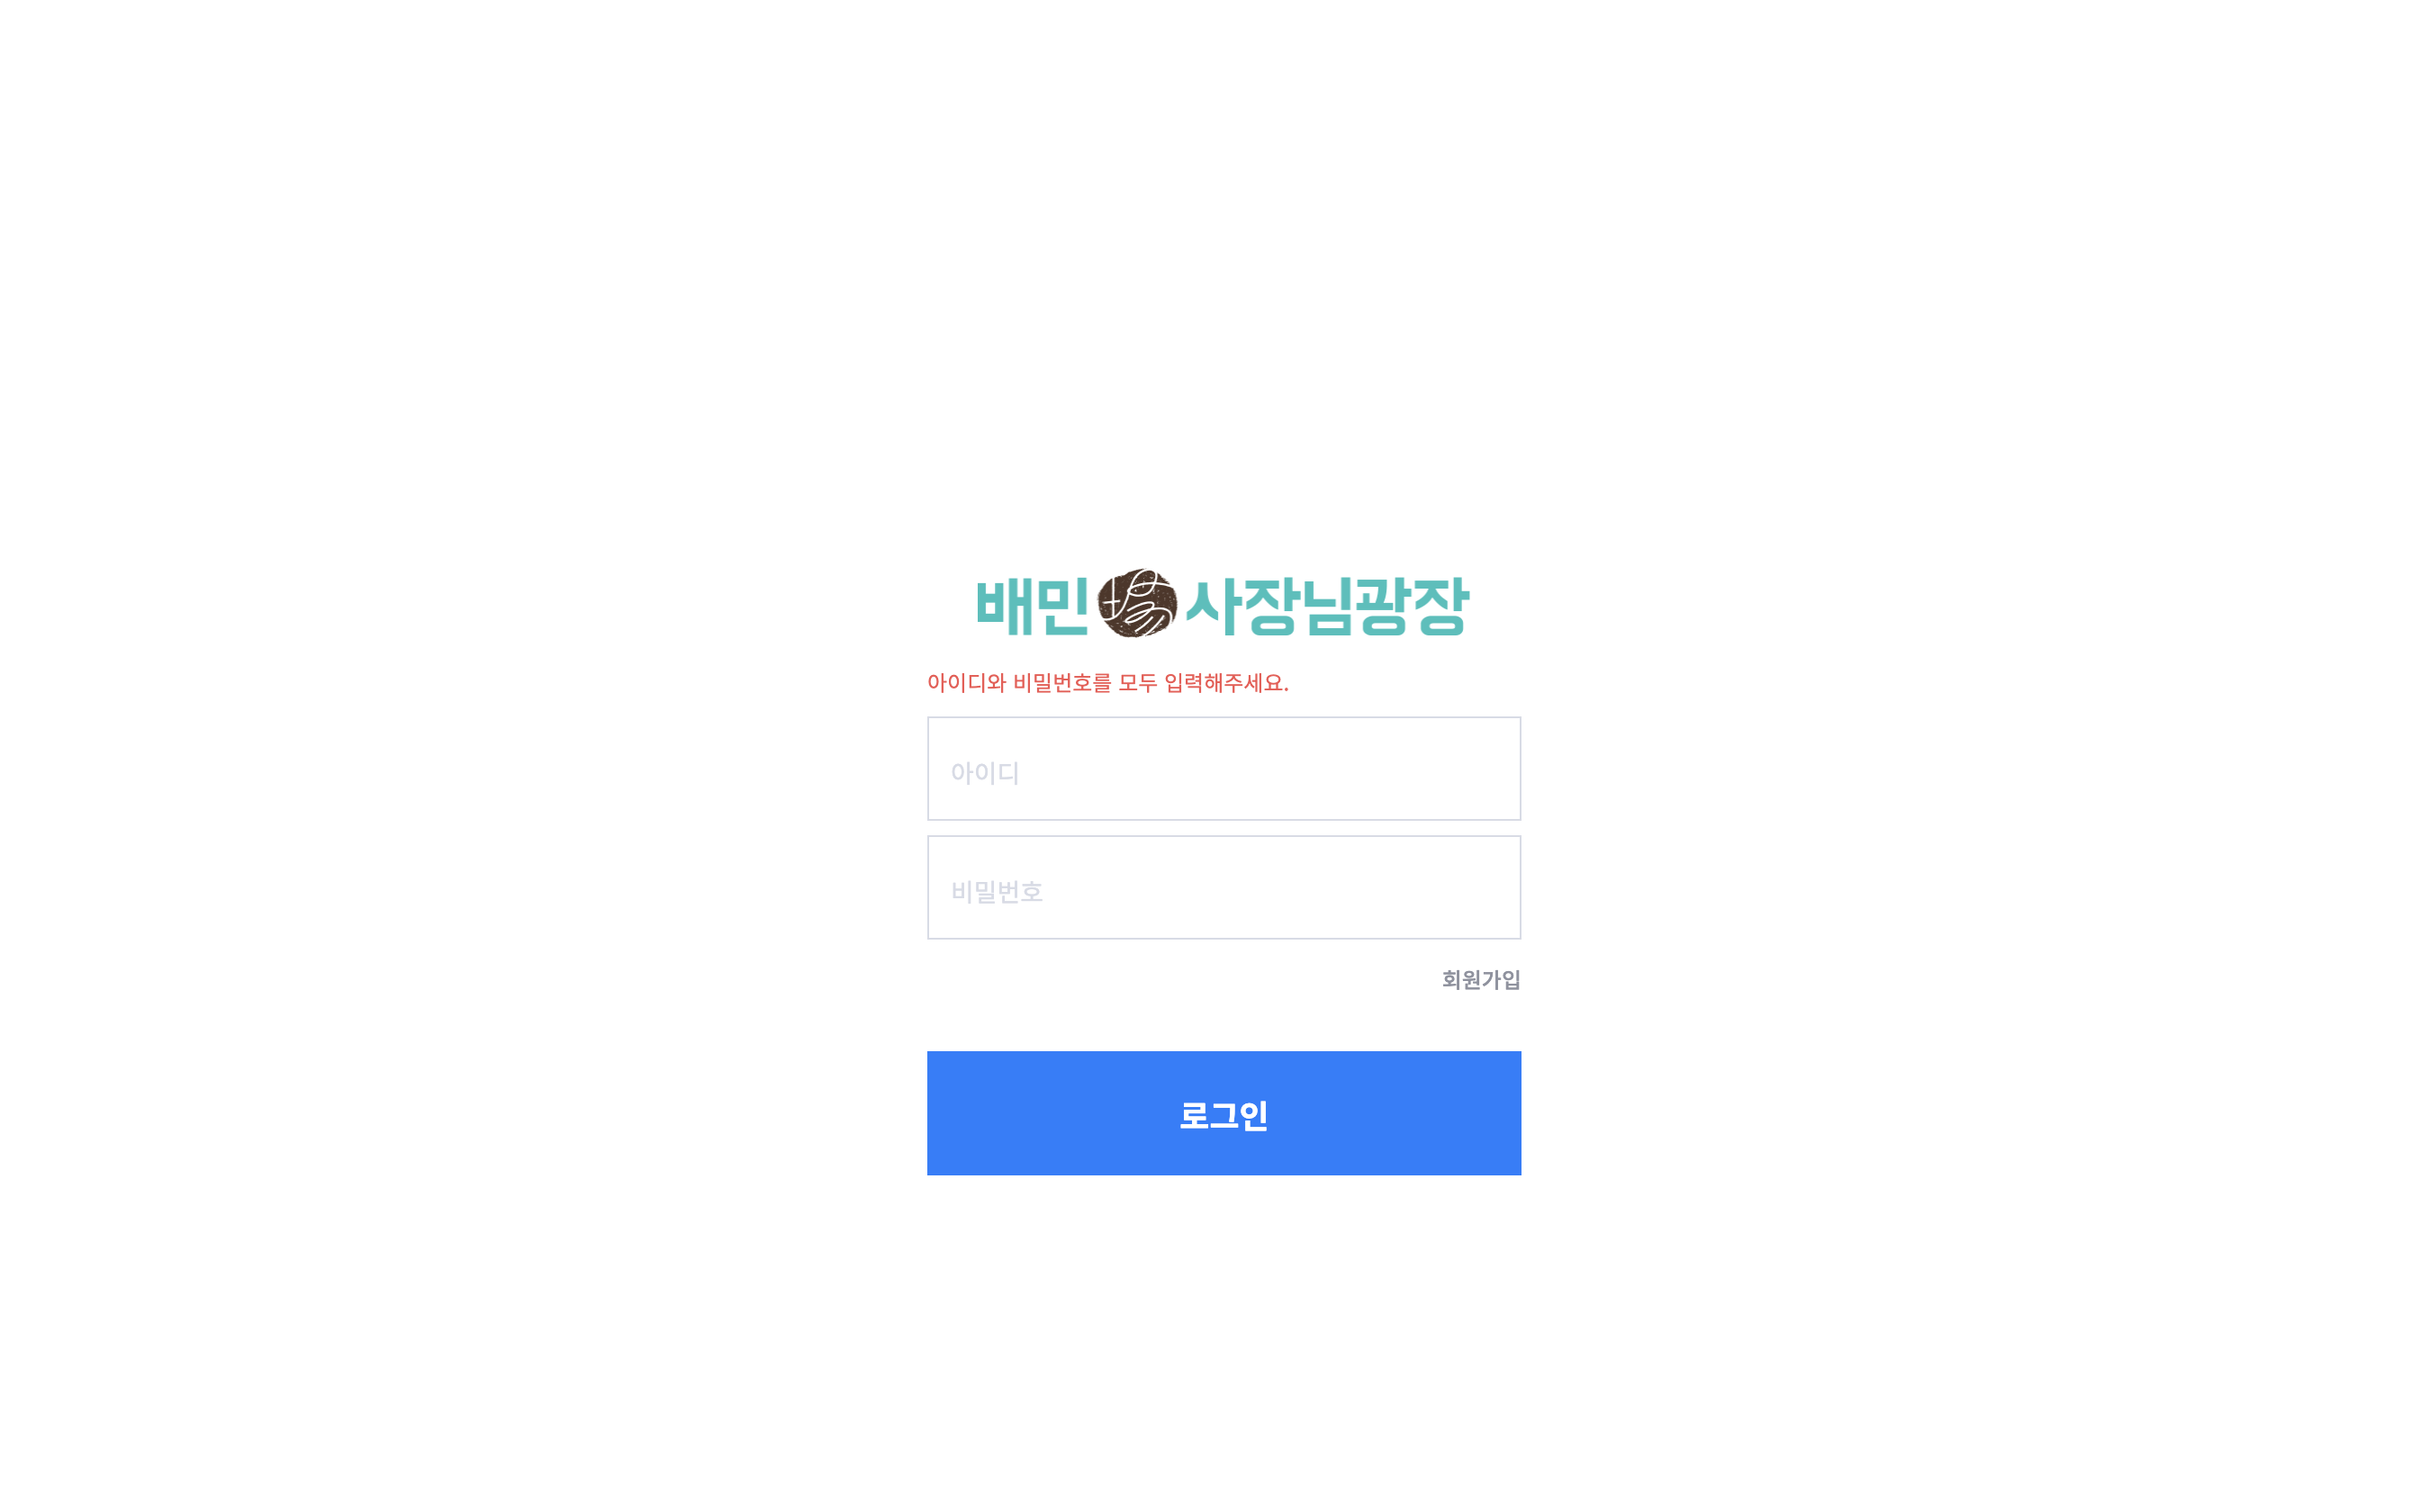 배민 사장님광장
아이디와 비밀번호를 모두 입력해주세요.
아이디
비밀번호
회원가입
로그인